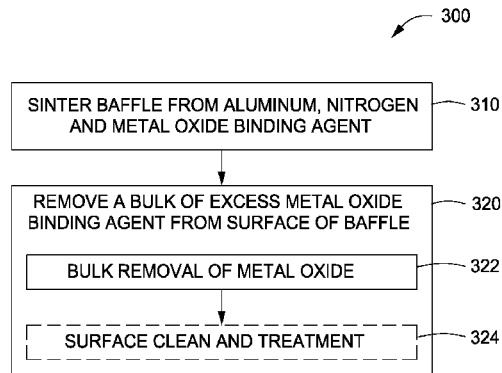 300
SINTER BAFFLE FROM ALUMINUM, NITROGEN
AND METAL OXIDE BINDING AGENT
310
REMOVE A BULK OF EXCESS METAL OXIDE
BINDING AGENT FROM SURFACE OF BAFFLE
320
BULK REMOVAL OF METAL OXIDE
322
SURFACE CLEAN AND TREATMENT
324